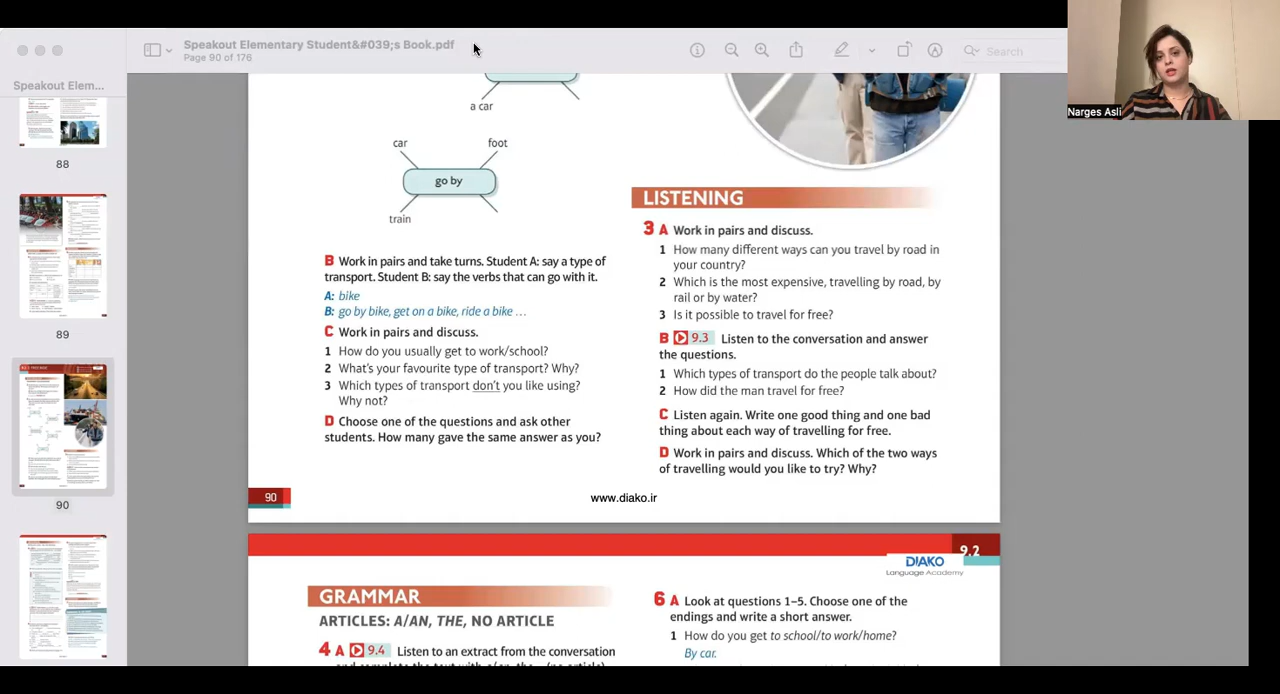 Speakout Elementary Student&#039;s Book.pdf
Page 90 of 176
Search
Narges Asli
Speakout Elem...
88
89
90
a car
car
foot
go by
train
B Work in pairs and take turns. Student A: say a type of
transport. Student B: say the verbs that can go with it.
A: bike
B: go by bike, get on a bike, ride a bike ...
C Work in pairs and discuss.
1 How do you usually get to work/school?
2 What's your favourite type of transport? Why?
3 Which types of transport don't you like using?
Why not?
D Choose one of the questions and ask other
students. How many gave the same answer as you?
LISTENING
3 A Work in pairs and discuss.
1 How many different ways can you travel by road in
your country?
2 Which is the most expensive, travelling by road, by
rail or by water?
3 Is it possible to travel for free?
B 9.3 Listen to the conversation and answer
the questions.
1 Which types of transport do the people talk about?
2 How did the man travel for free?
C Listen again. Write one good thing and one bad
thing about each way of travelling for free.
D Work in pairs and discuss. Which of the two ways
of travelling would you like to try? Why?
90
www.diako.ir
9.2
DIAKO
Language Academy
GRAMMAR
ARTICLES: A/AN, THE, NO ARTICLE
4 A 9.4 Listen to an extract from the conversation
and complete the text with a/an, the (no article)
6 A Look at questions 1–5. Choose one of the
endings and write a short answer.
1 How do you get to school/to work/home?
By car.